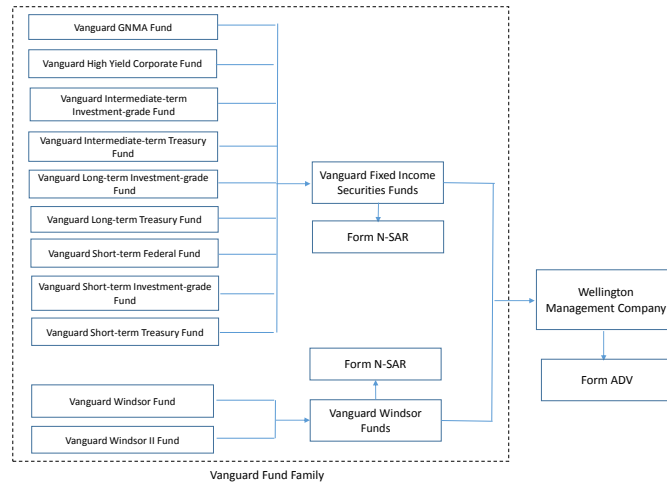 Vanguard GNMA Fund
Vanguard High Yield Corporate Fund
Vanguard Intermediate-term
Investment-grade Fund
Vanguard Intermediate-term Treasury
Fund
Vanguard Long-term Investment-grade
Fund
Vanguard Long-term Treasury Fund
Vanguard Short-term Federal Fund
Vanguard Short-term Investment-grade
Fund
Vanguard Short-term Treasury Fund
Vanguard Windsor Fund
Vanguard Windsor II Fund
Vanguard Fixed Income
Securities Funds
Form N-SAR
Form N-SAR
Vanguard Windsor
Funds
Wellington
Management Company
Form ADV
Vanguard Fund Family